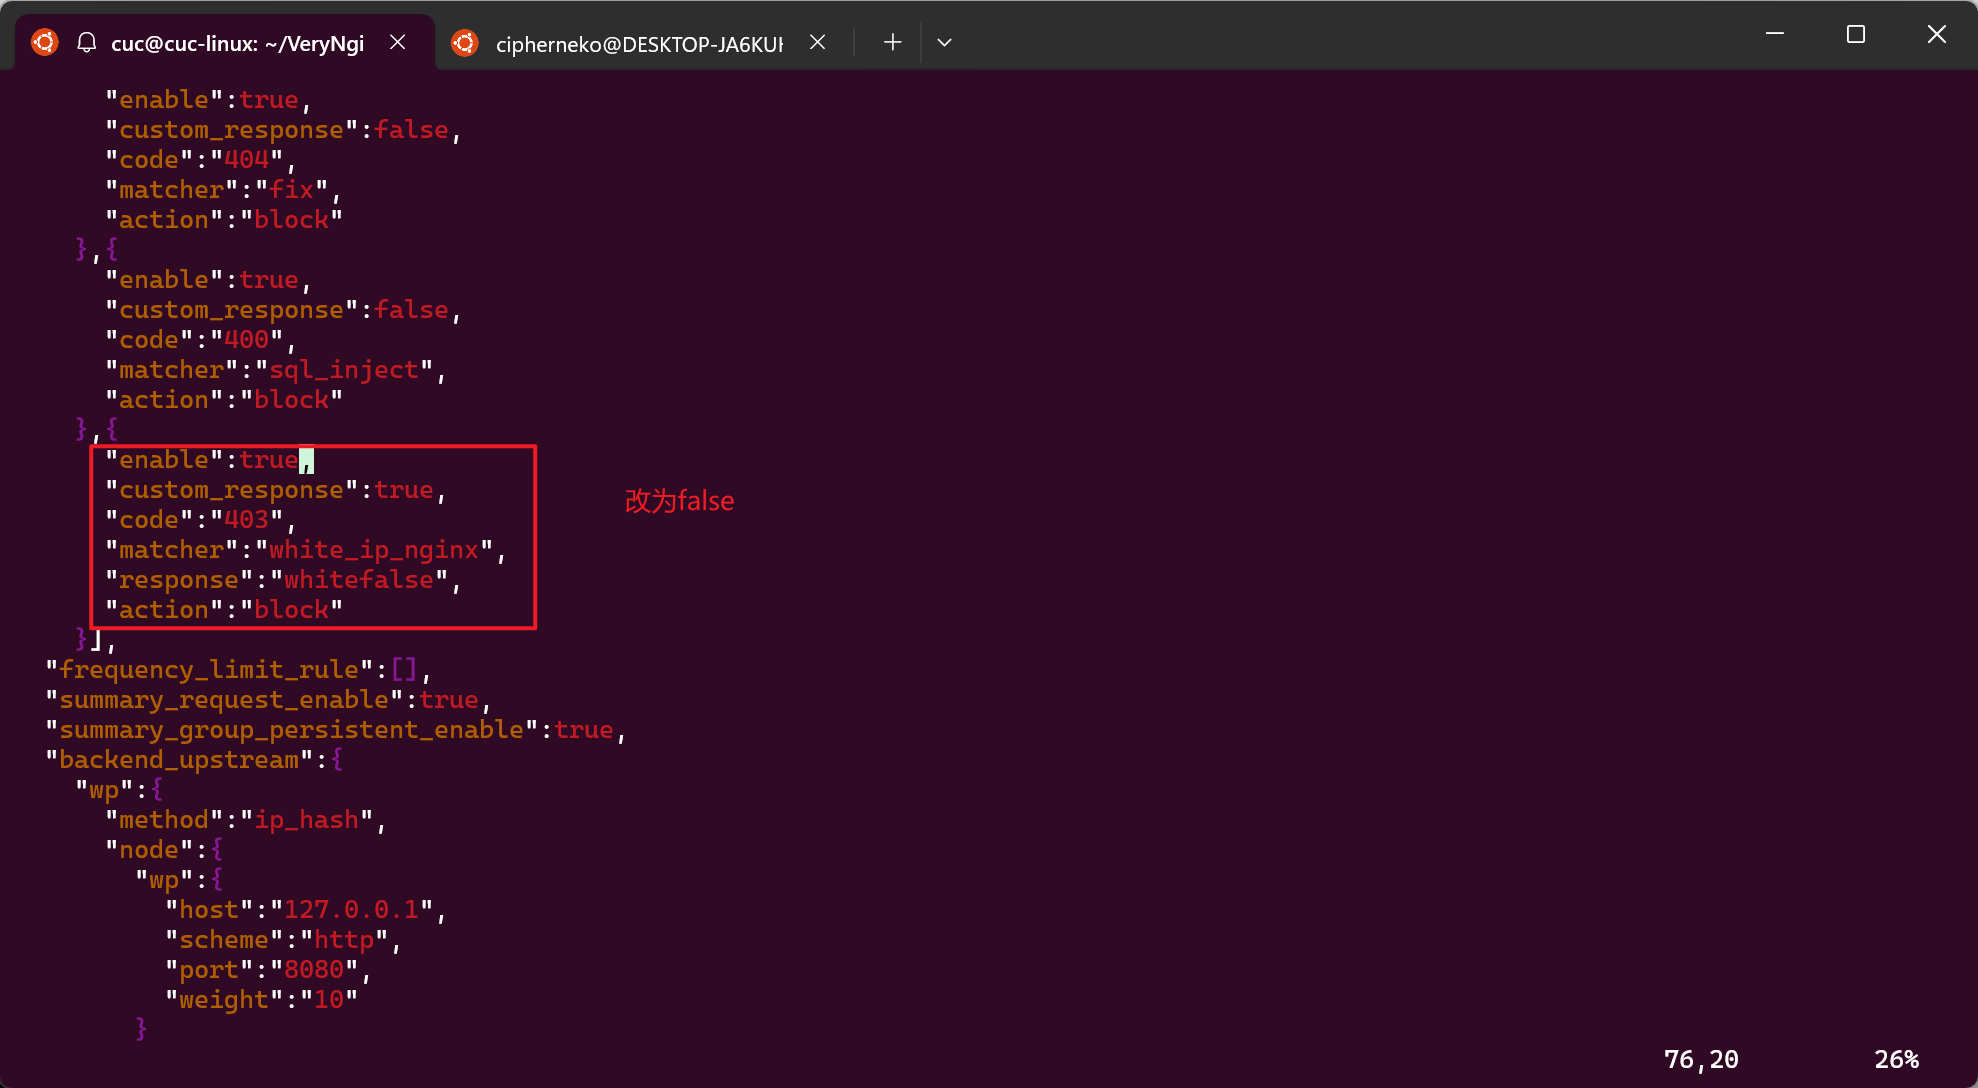 cuc@cuc-linux: ~/VeryNgi
cipherneko@DESKTOP-JA6KU
"enable":true,
"custom_response":false,
"code":"404",
"matcher":"fix",
"action":"block"
},{
"enable":true,
"custom_response":false,
"code":"400",
"matcher":"sql_inject",
"action":"block"
},{
"enable":true,
"custom_response":true,
改为false
"code":"403",
"matcher":"white_ip_nginx",
"response":"whitefalse",
"action":"block"
}],
"frequency_limit_rule":[],
"summary_request_enable":true,
"summary_group_persistent_enable":true,
"backend_upstream":{
"wp":{
"method":"ip_hash",
"node":{
"wp":{
"host":"127.0.0.1",
"scheme":"http",
"port":"8080",
"weight":"10"
}
76,20 26%